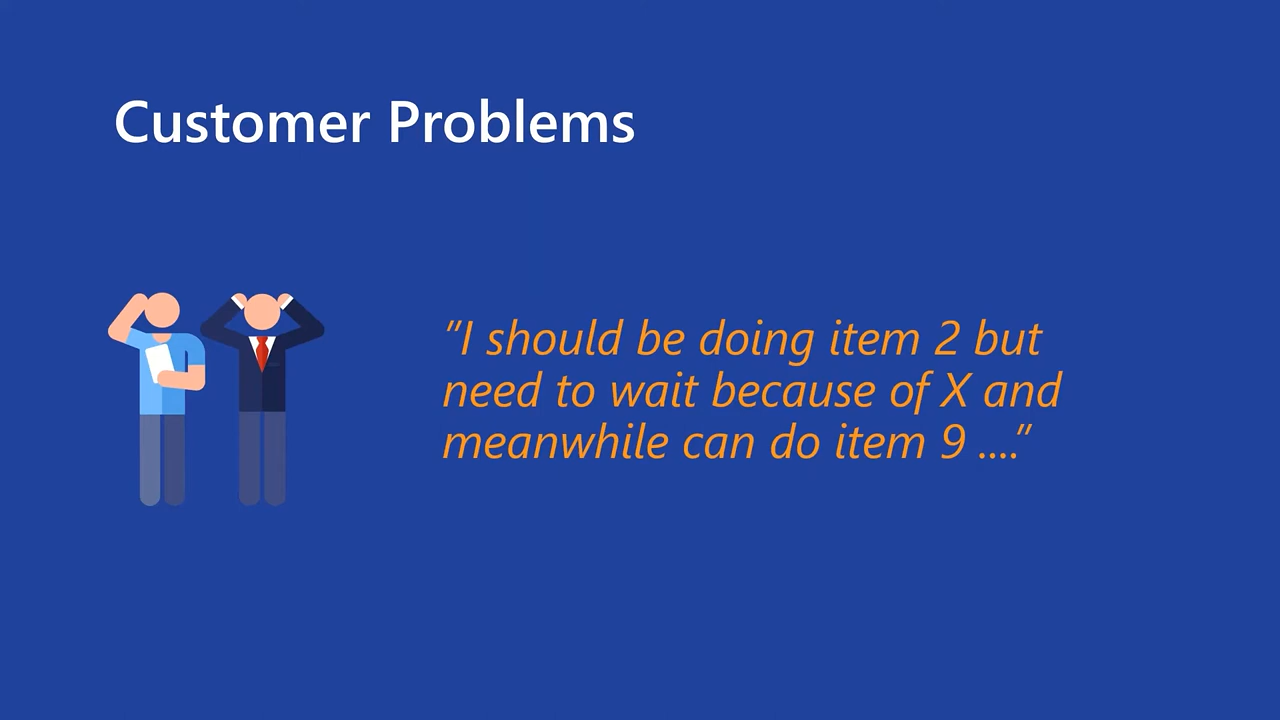 Customer Problems
"I should be doing item 2 but
need to wait because of X and
meanwhile can do item 9 ...."